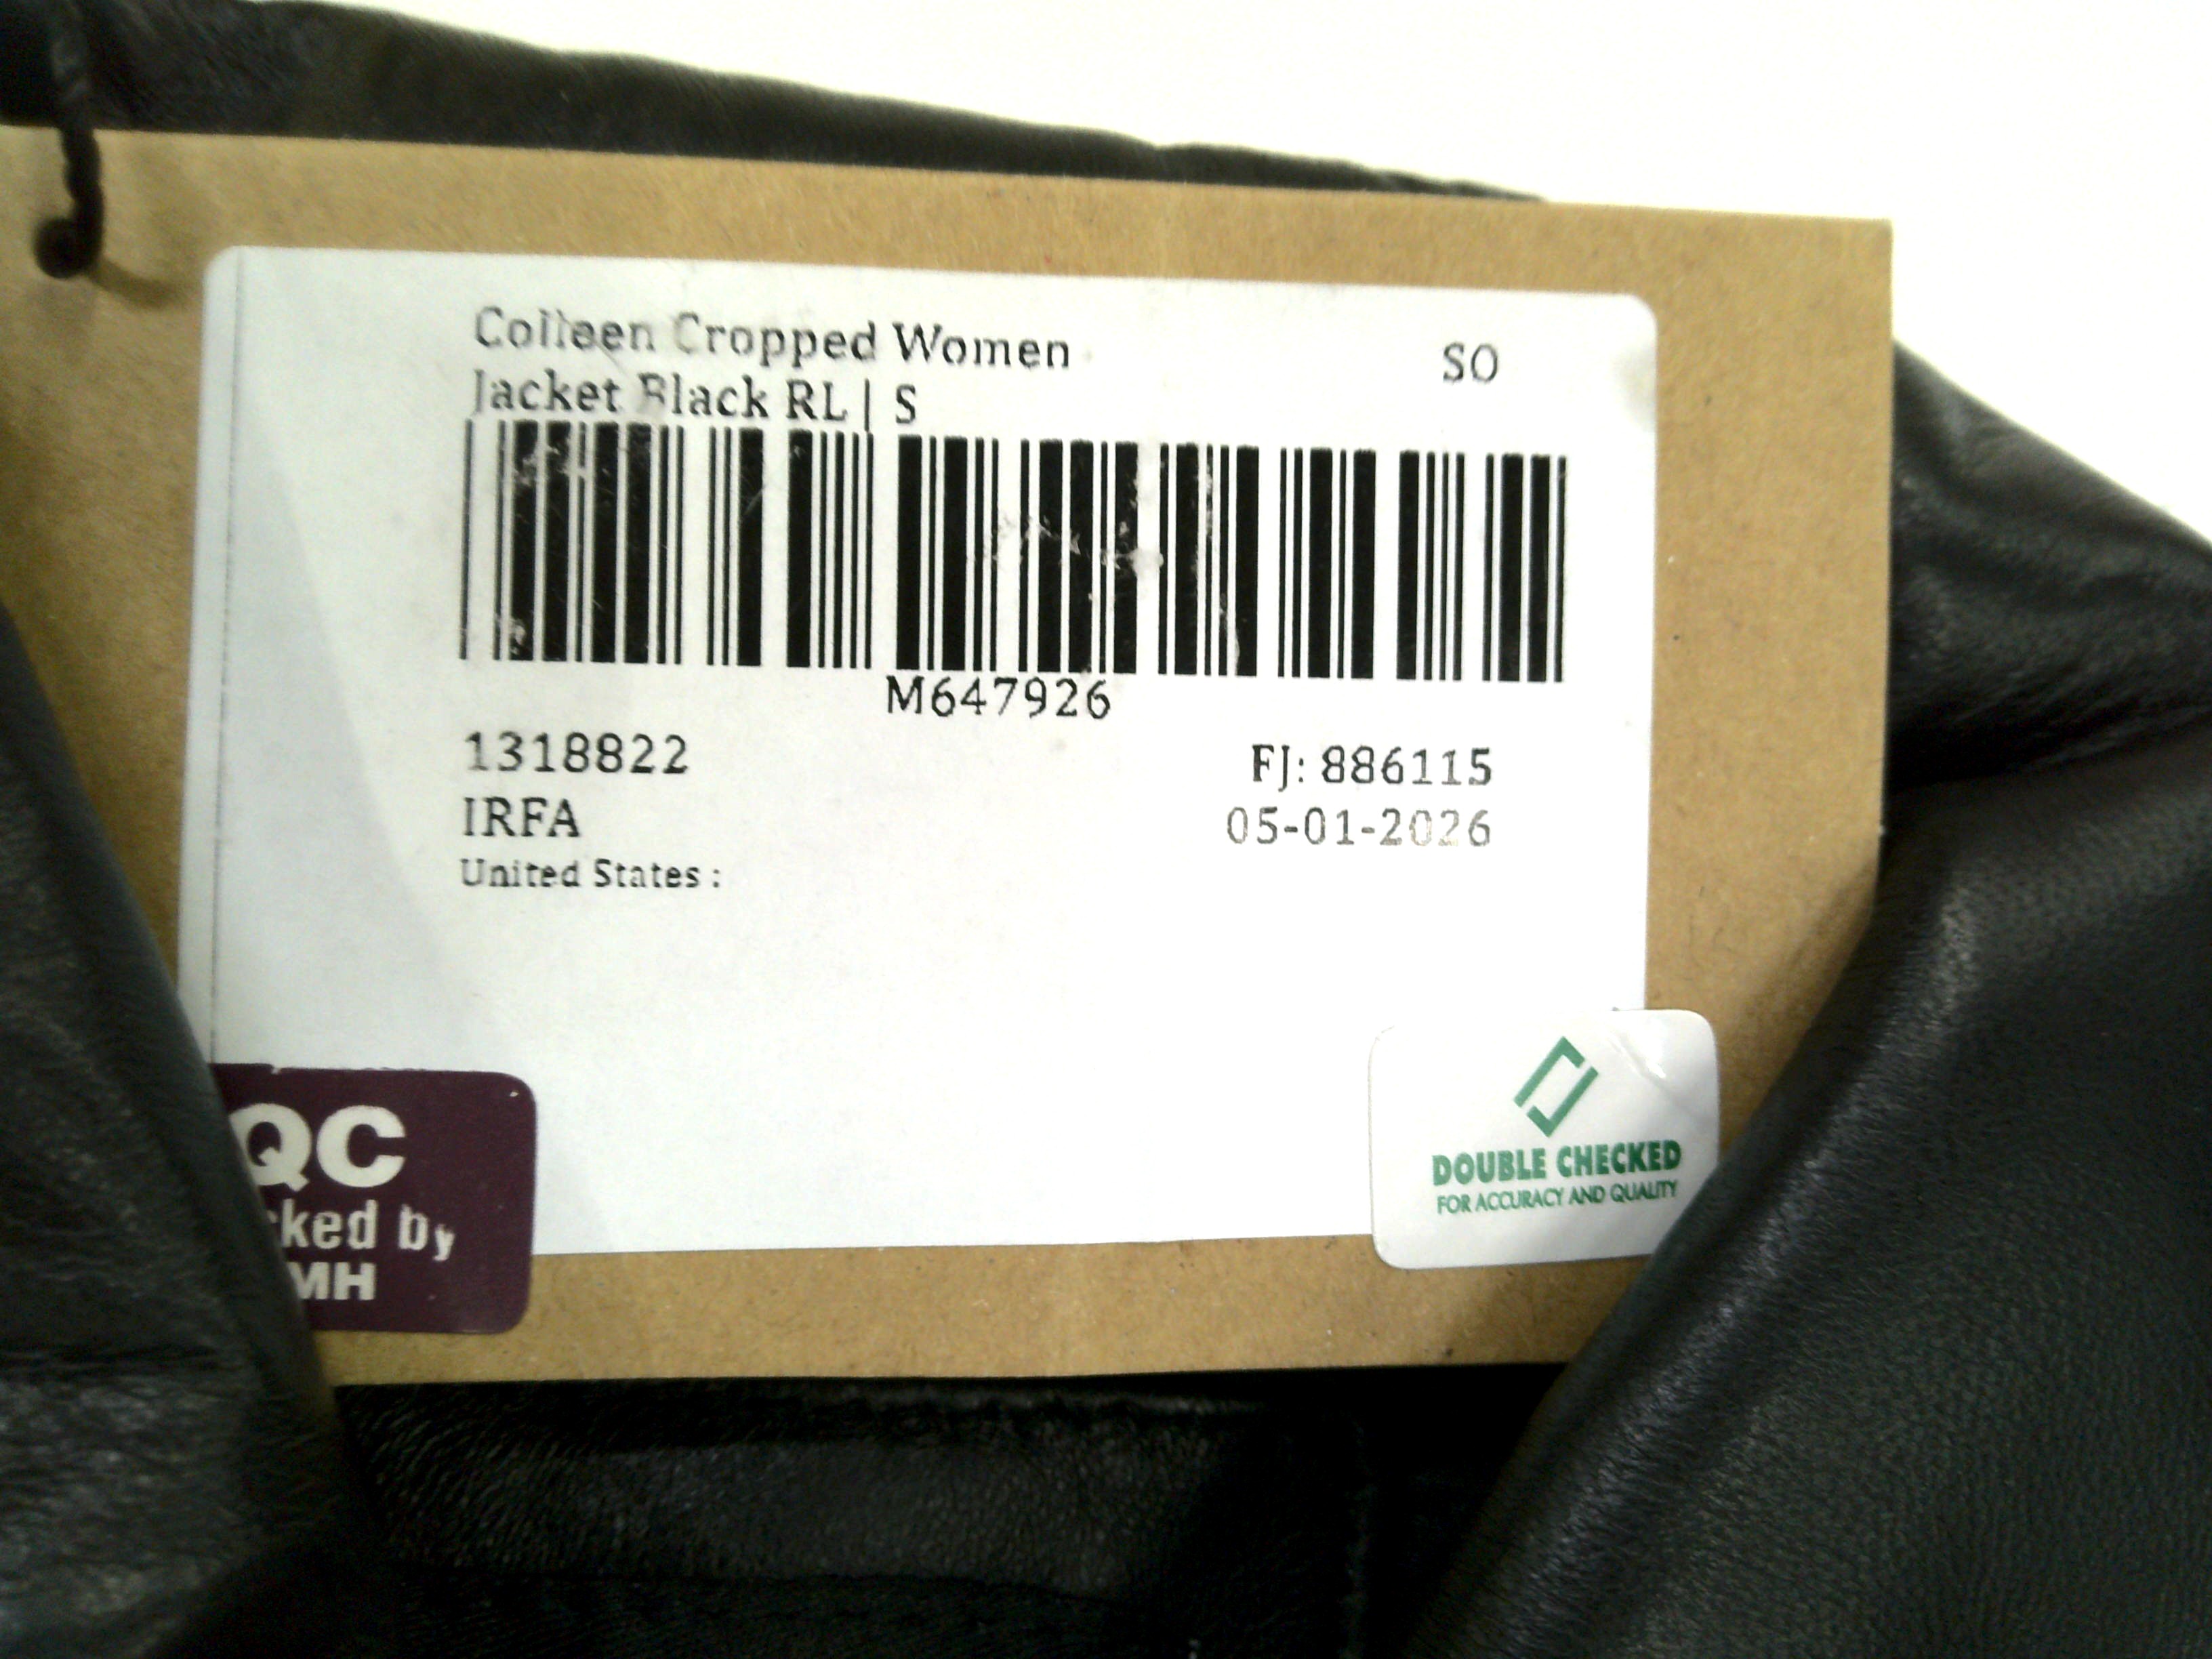 Colleen Cropped Women
Jacket Black RL | S
SO
M647926
1318822
FJ: 886115
IRFA
05-01-2026
United States :
QC
ked by
MH
DOUBLE CHECKED
FOR ACCURACY AND QUALITY